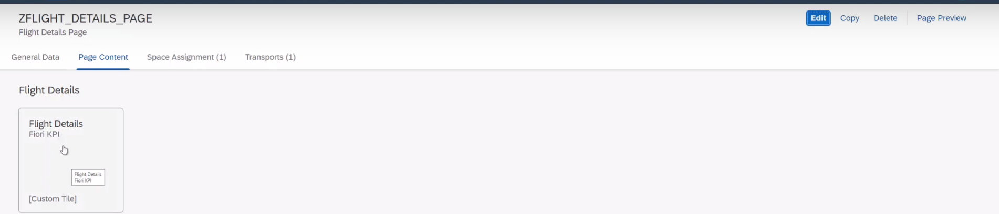 ZFLIGHT_DETAILS_PAGE
Edit Copy Delete Page Preview
Flight Details Page
General Data Page Content Space Assignment (1) Transports (1)
Flight Details
Flight Details
Fiori KPI
Flight Details
Fiori KPI
[Custom Tile]